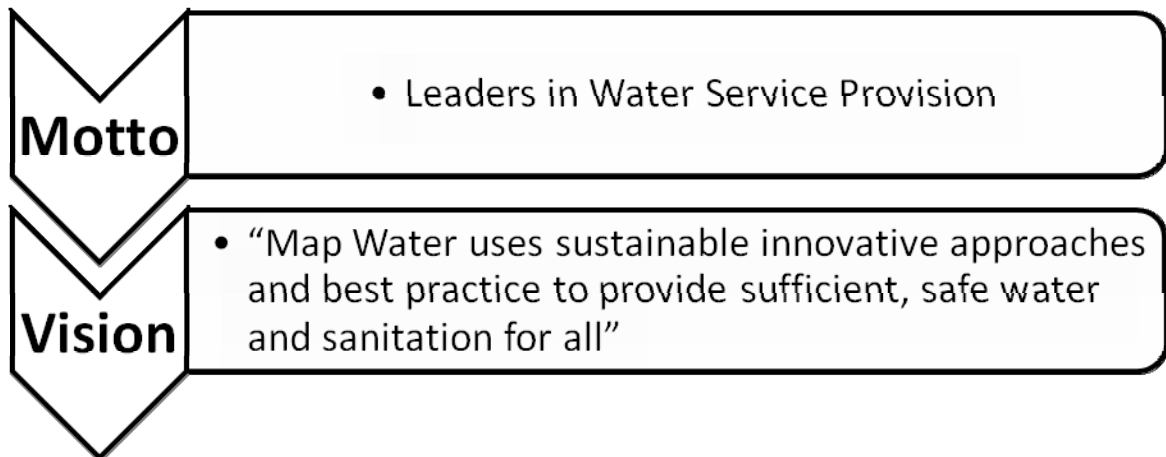 Motto
• Leaders in Water Service Provision
Vision
• “Map Water uses sustainable innovative approaches
and best practice to provide sufficient, safe water
and sanitation for all”